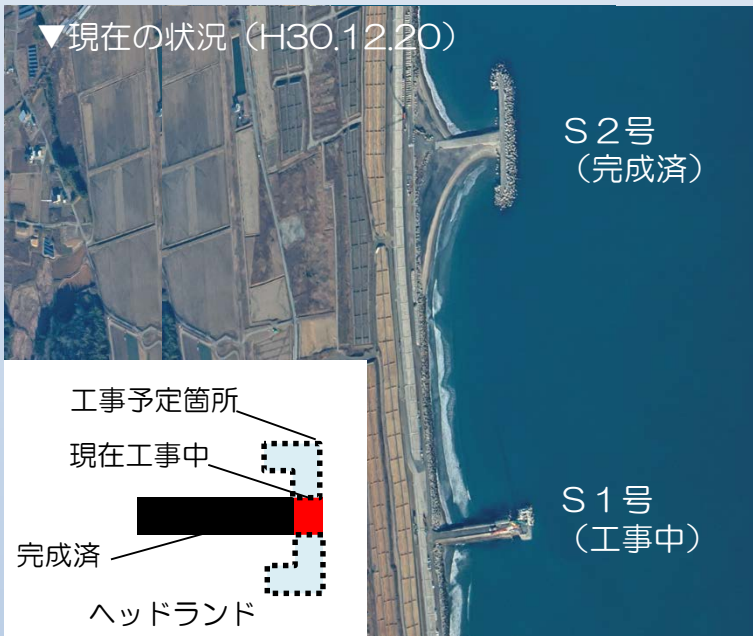 ▼現在の状況（H30.12.20）
S２号
（完成済）
工事予定箇所
現在工事中
完成済
ヘッドランド
S１号
（工事中）